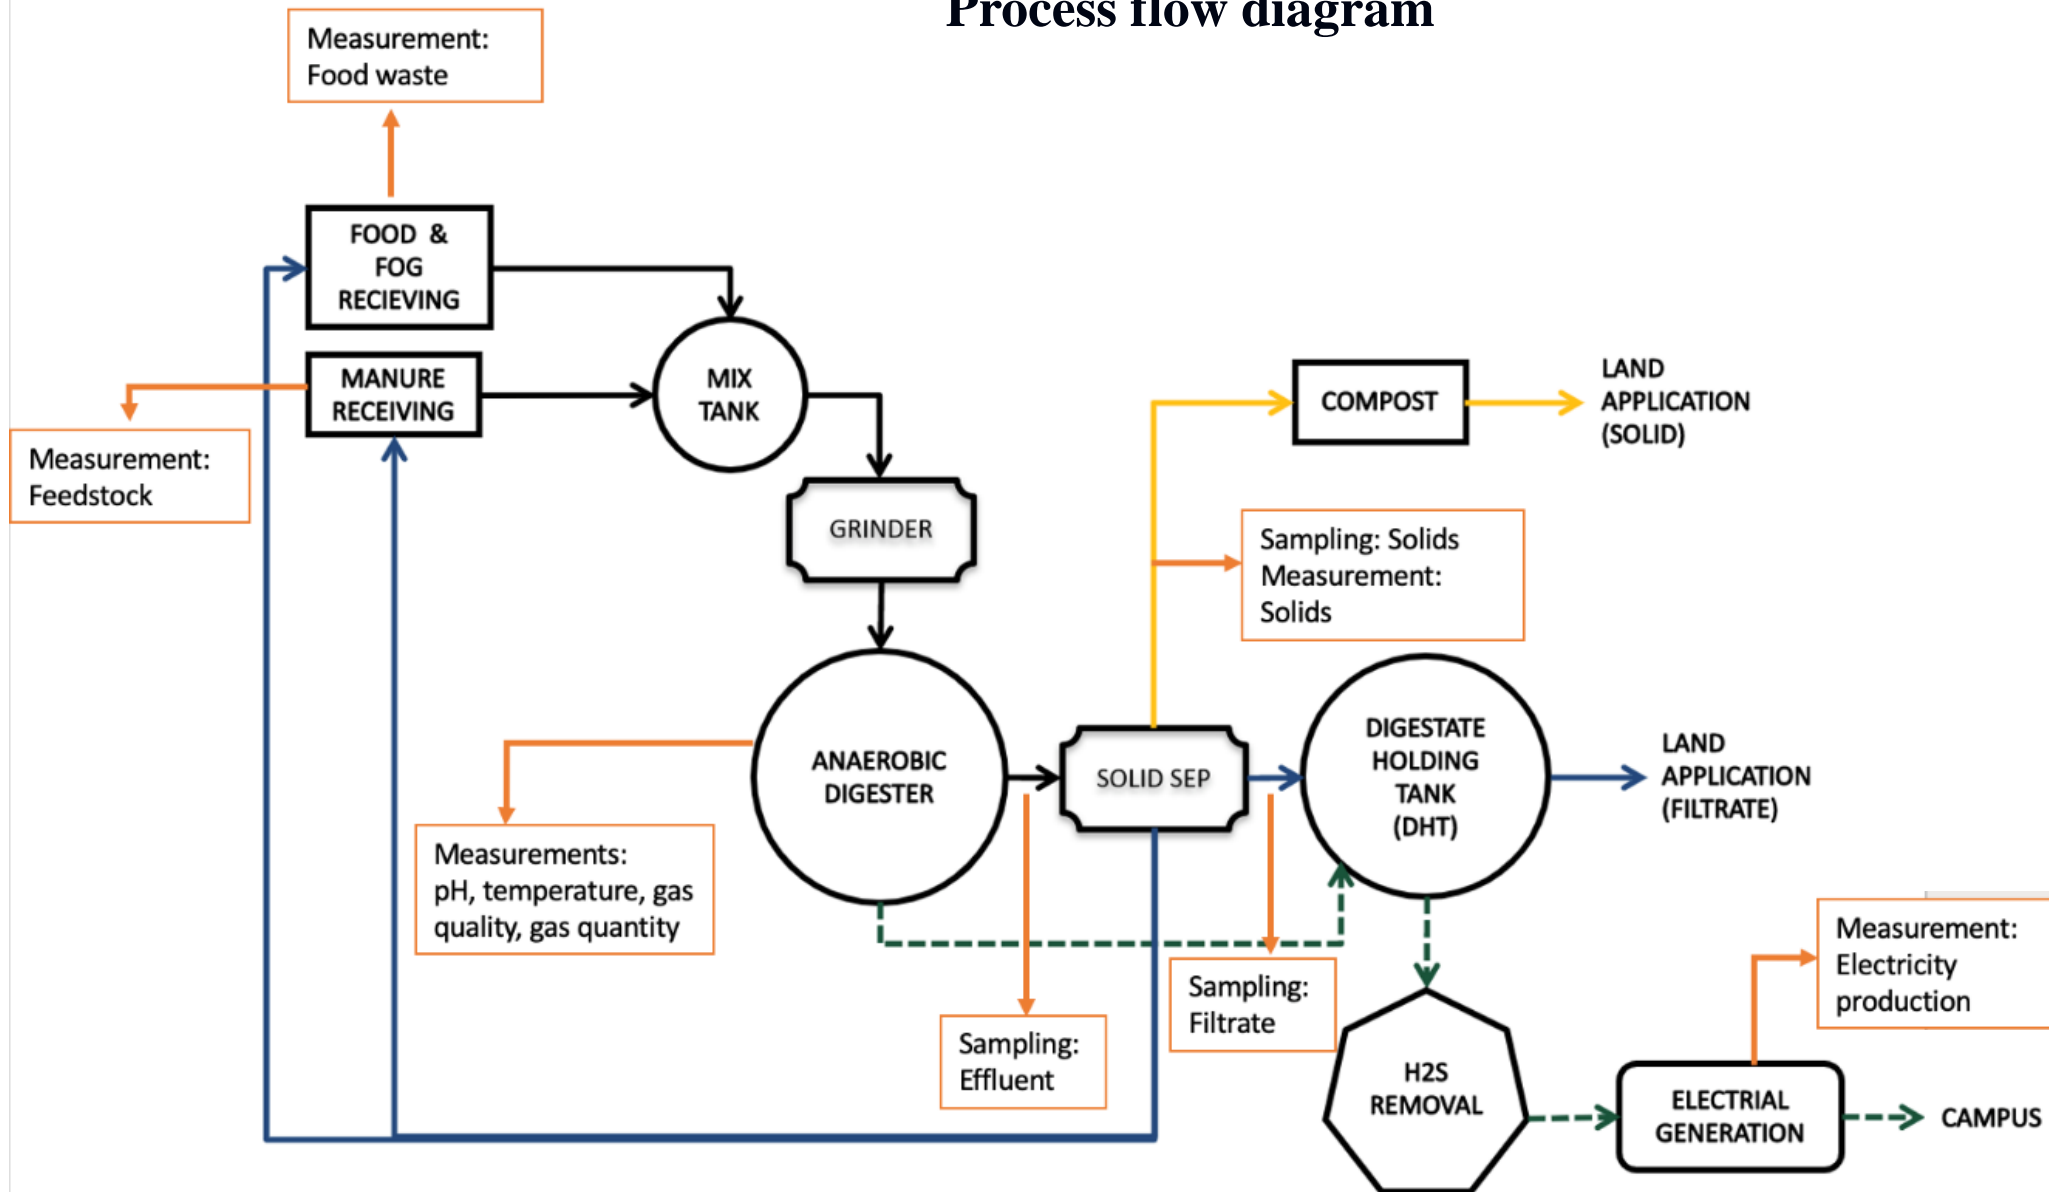 Process flow diagram
Measurement:
Food waste
FOOD &
FOG
RECIEVING
MANURE
RECEIVING
MIX
TANK
Measurement:
Feedstock
GRINDER
COMPOST
LAND
APPLICATION
(SOLID)
Sampling: Solids
Measurement:
Solids
ANAEROBIC
DIGESTER
SOLID SEP
DIGESTATE
HOLDING
TANK
(DHT)
LAND
APPLICATION
(FILTRATE)
Measurements:
pH, temperature, gas
quality, gas quantity
Sampling:
Effluent
Sampling:
Filtrate
Measurement:
Electricity
production
H2S
REMOVAL
ELECTRIAL
GENERATION
CAMPUS